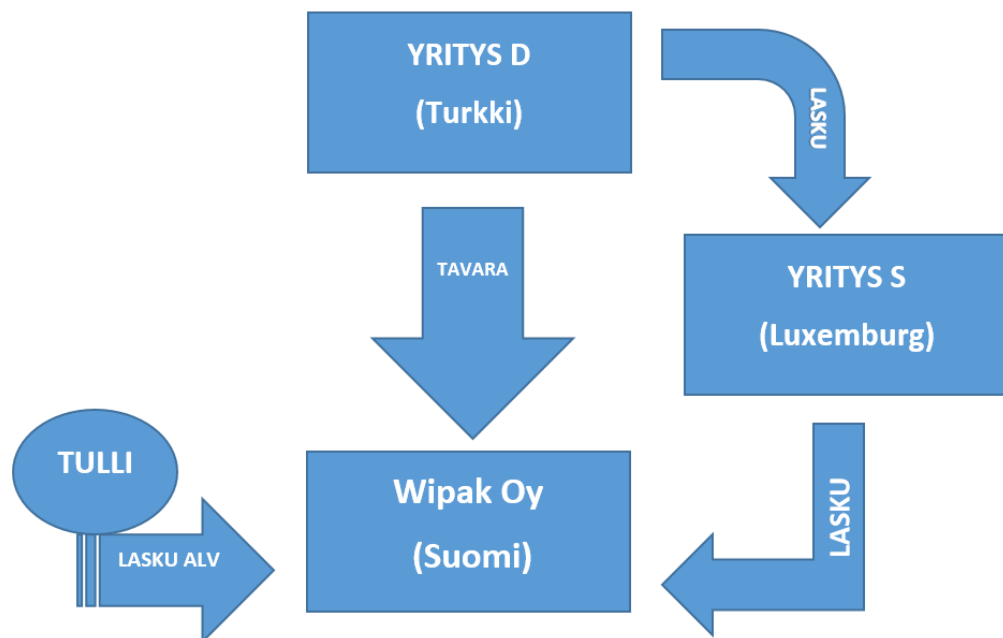 YRITYS D
(Turkki)
LASKU
TAVARA
YRITYS S
(Luxemburg)
TULLI
LASKU ALV
Wipak Oy
(Suomi)
LASKU